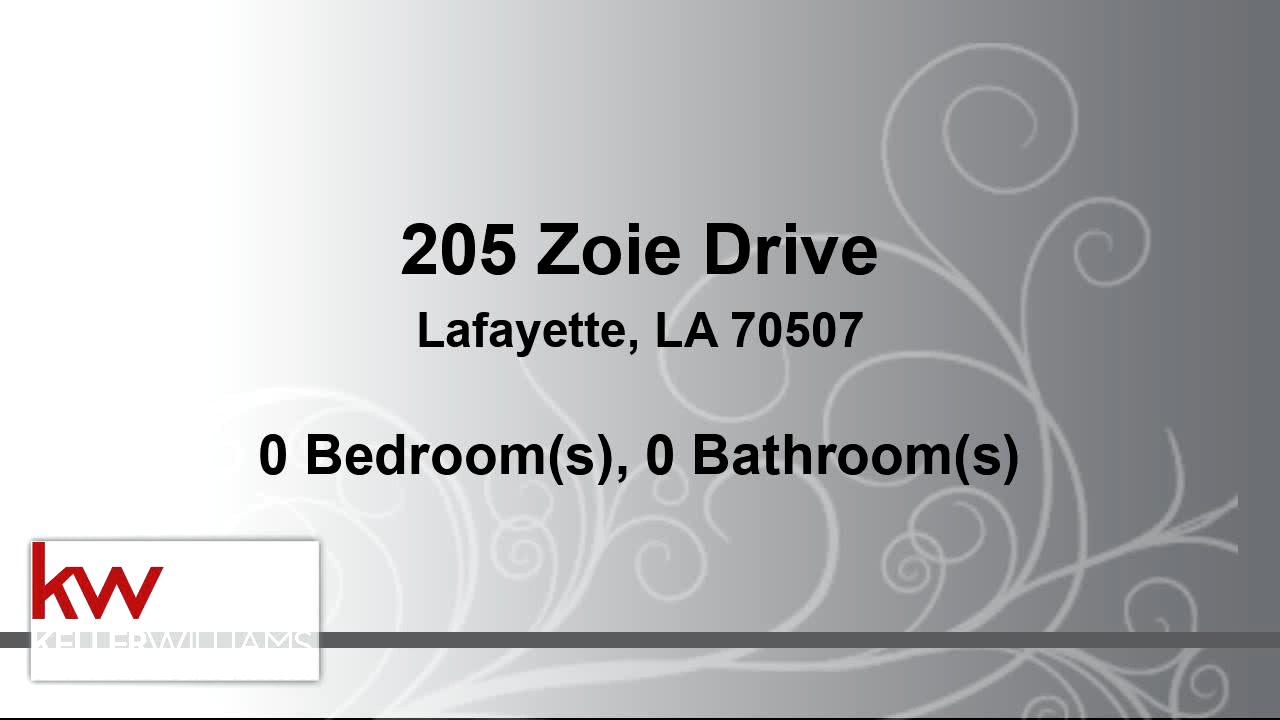 205 Zoie Drive
Lafayette, LA 70507
0 Bedroom(s), 0 Bathroom(s)
kw
KELLERWILLIAMS